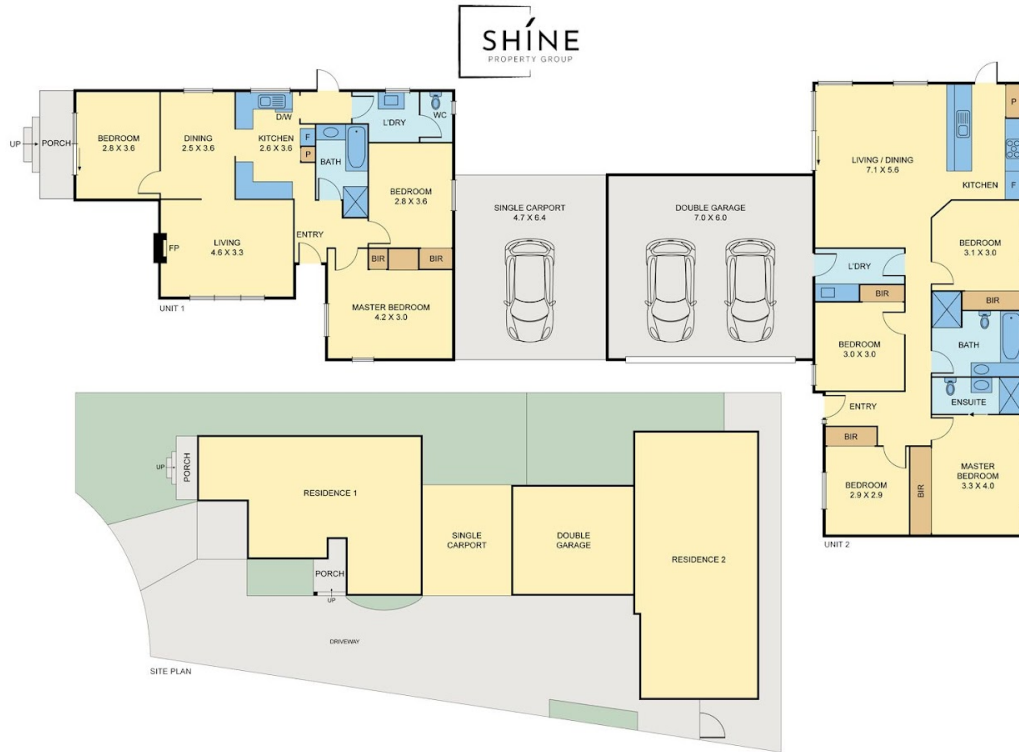 SHINE
PROPERTY GROUP
UP
PORCH
BEDROOM
2.8 X 3.6
DINING
2.5 X 3.6
D/W
KITCHEN
2.6 X 3.6
F
P
BATH
L'DRY
WC
BEDROOM
2.8 X 3.6
FP
LIVING
4.6 X 3.3
ENTRY
BIR
BIR
MASTER BEDROOM
4.2 X 3.0
UNIT 1
SINGLE CARPORT
4.7 X 6.4
DOUBLE GARAGE
7.0 X 6.0
LIVING / DINING
7.1 X 5.6
P
KITCHEN
F
BEDROOM
3.1 X 3.0
L'DRY
BIR
BIR
BEDROOM
3.0 X 3.0
BATH
ENSUITE
ENTRY
BIR
BEDROOM
2.9 X 2.9
BIR
MASTER
BEDROOM
3.3 X 4.0
UNIT 2
UP
PORCH
RESIDENCE 1
SINGLE
CARPORT
DOUBLE
GARAGE
RESIDENCE 2
PORCH
UP
DRIVEWAY
SITE PLAN